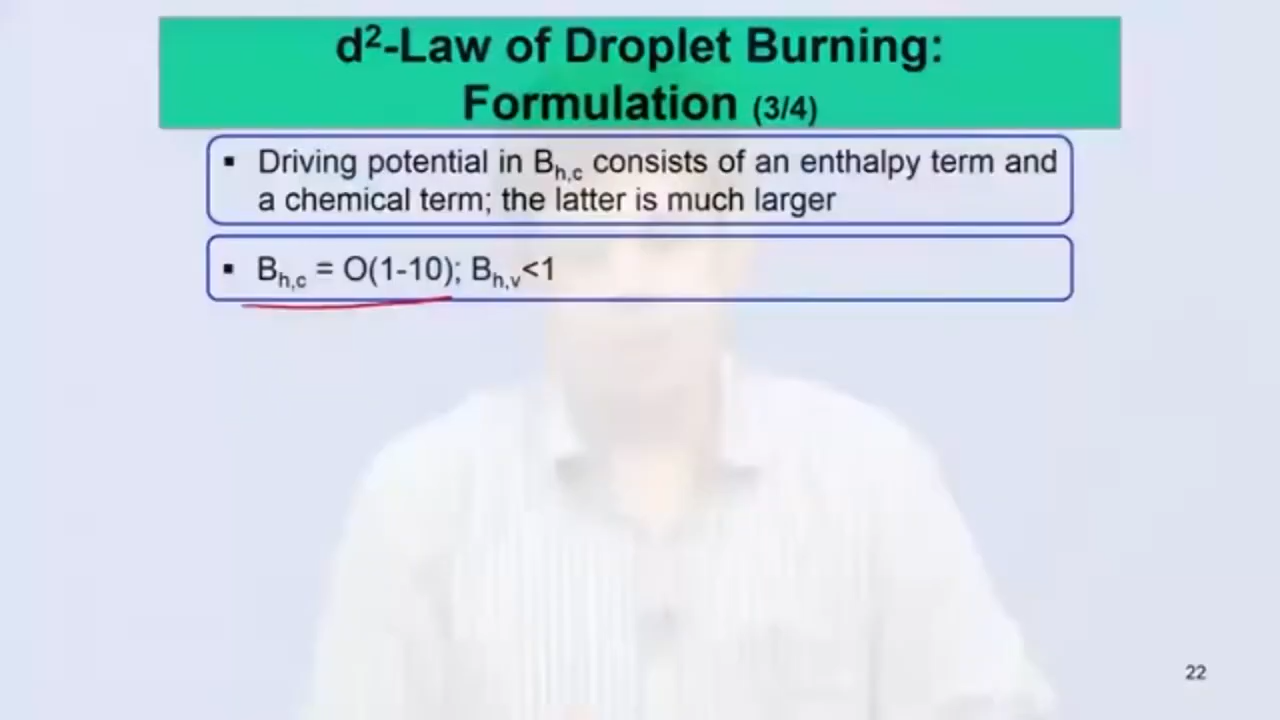 d²-Law of Droplet Burning:
Formulation (3/4)
▪ Driving potential in Bh,c consists of an enthalpy term and
a chemical term; the latter is much larger
▪ Bh,c = O(1-10); Bh,v<1
22